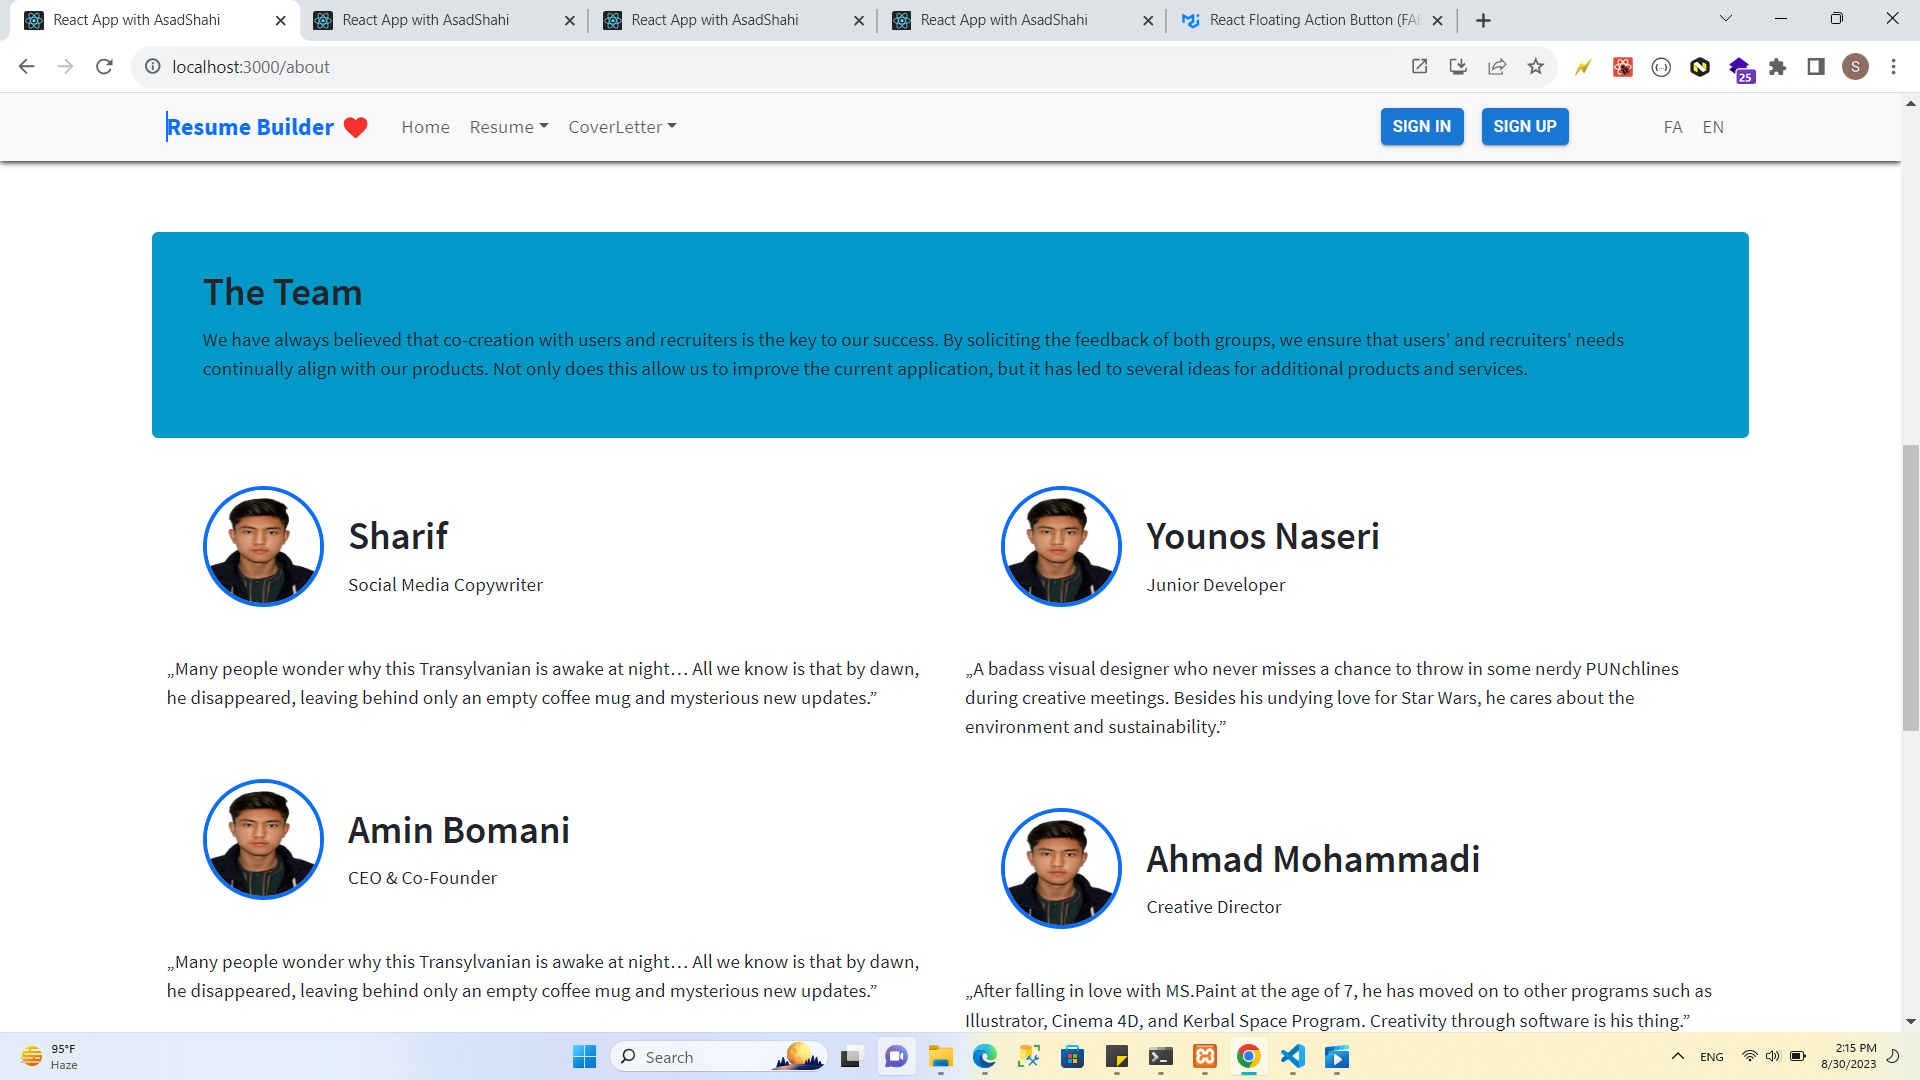 React App with AsadShahi
React App with AsadShahi
React App with AsadShahi
React App with AsadShahi
React Floating Action Button (FAB
localhost:3000/about
S
25
Resume Builder
Home
Resume
CoverLetter
SIGN IN
SIGN UP
FA
EN
The Team
We have always believed that co-creation with users and recruiters is the key to our success. By soliciting the feedback of both groups, we ensure that users' and recruiters' needs
continually align with our products. Not only does this allow us to improve the current application, but it has led to several ideas for additional products and services.
Sharif
Social Media Copywriter
„Many people wonder why this Transylvanian is awake at night… All we know is that by dawn,
he disappeared, leaving behind only an empty coffee mug and mysterious new updates.”
Younos Naseri
Junior Developer
„A badass visual designer who never misses a chance to throw in some nerdy PUNchlines
during creative meetings. Besides his undying love for Star Wars, he cares about the
environment and sustainability.”
Amin Bomani
CEO & Co-Founder
„Many people wonder why this Transylvanian is awake at night… All we know is that by dawn,
he disappeared, leaving behind only an empty coffee mug and mysterious new updates.”
Ahmad Mohammadi
Creative Director
„After falling in love with MS.Paint at the age of 7, he has moved on to other programs such as
Illustrator, Cinema 4D, and Kerbal Space Program. Creativity through software is his thing.”
95°F
Haze
Search
ENG
2:15 PM
8/30/2023